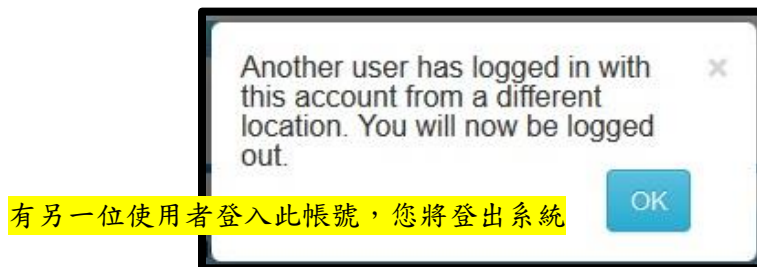 Another user has logged in with
this account from a different
location. You will now be logged
out.
×
OK
有另一位使用者登入此帳號，您將登出系統